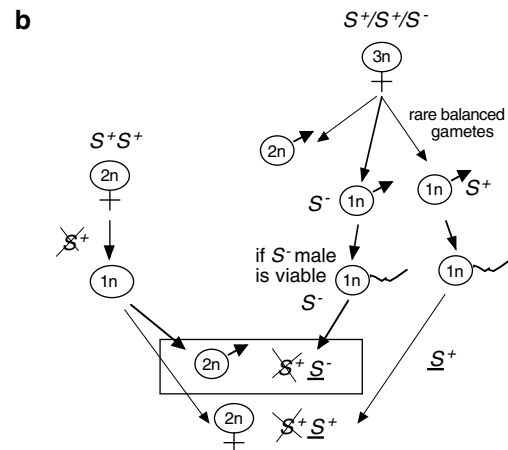 b
S⁺/S⁺/S⁻
3n
rare balanced
gametes
2n
S⁺S⁺
2n
S⁻
1n
1n
S⁺
S⁺
if S⁻ male
is viable
1n
S⁻
1n
1n
2n
S⁺ S⁻
S⁺
2n
S⁺ S⁺